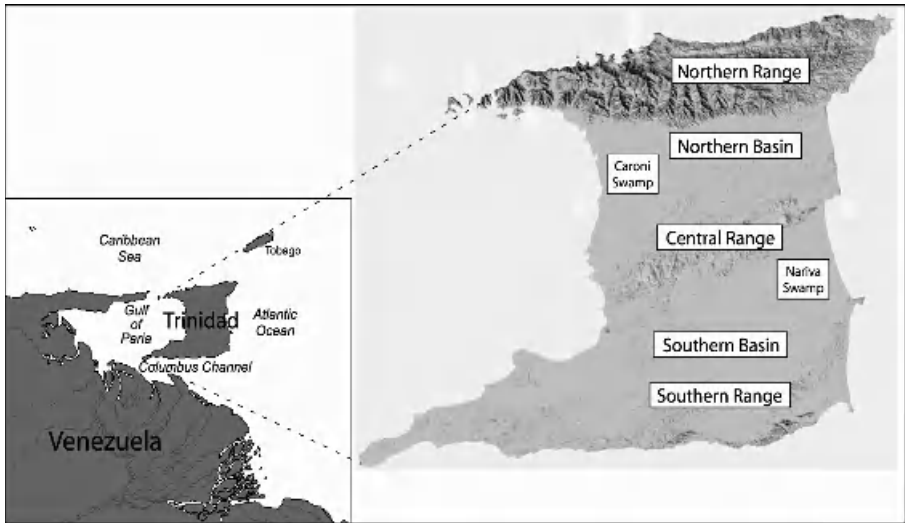 Northern Range
Northern Basin
Caroni
Swamp
Central Range
Nariva
Swamp
Southern Basin
Southern Range
Caribbean
Sea
Tobago
Gulf
of
Paria
Trinidad
Atlantic
Ocean
Columbus Channel
Venezuela